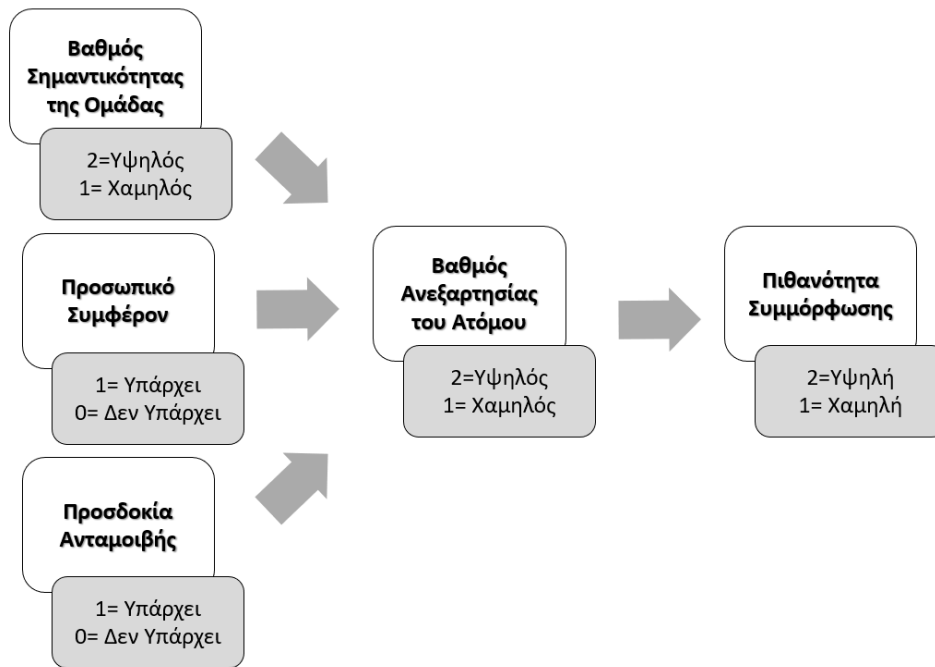 Βαθμός
Σημαντικότητας
της Ομάδας
2=Υψηλός
1= Χαμηλός
Προσωπικό
Συμφέρον
1= Υπάρχει
0= Δεν Υπάρχει
Προσδοκία
Ανταμοιβής
1= Υπάρχει
0= Δεν Υπάρχει
Βαθμός
Ανεξαρτησίας
του Ατόμου
2=Υψηλός
1= Χαμηλός
Πιθανότητα
Συμμόρφωσης
2=Υψηλή
1= Χαμηλή